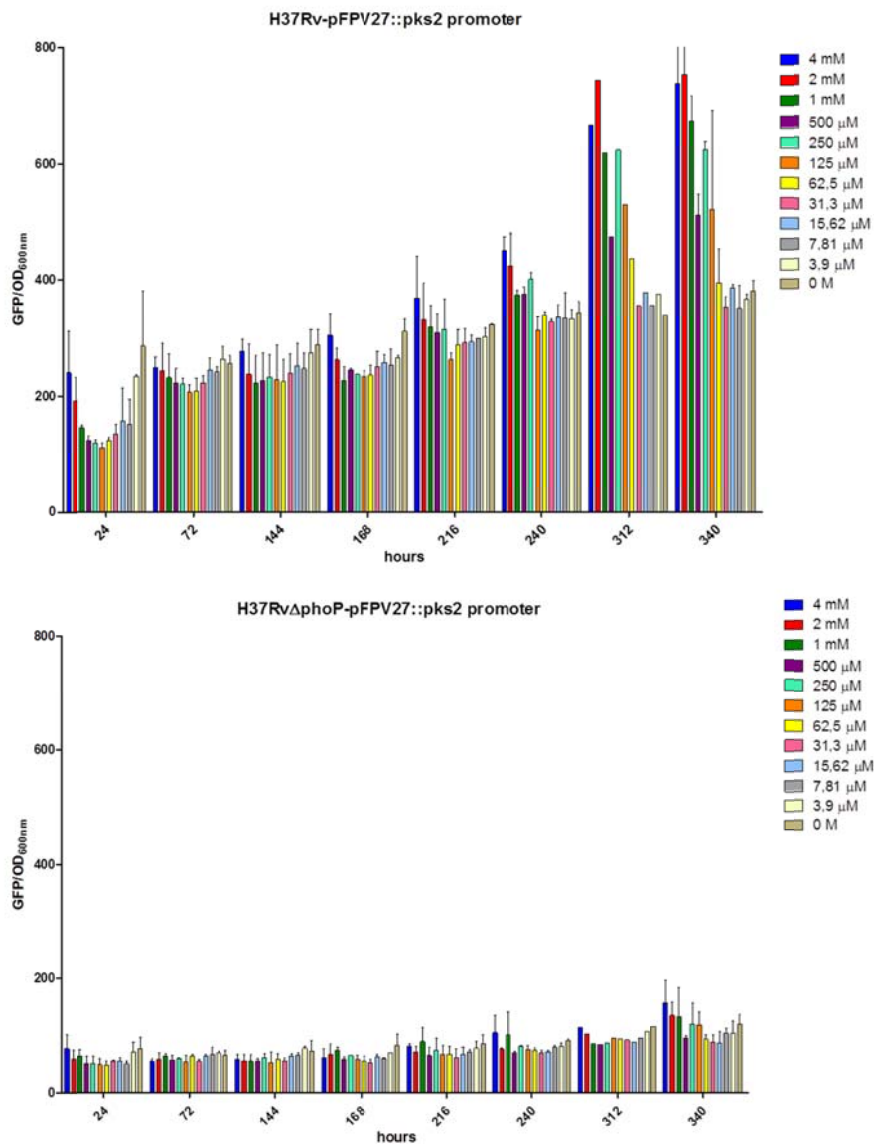 H37Rv-pFPV27::pks2 promoter
800
600
400
200
0
GFP/OD600nm
24 72 144 168 216 240 312 340
hours
4 mM
2 mM
1 mM
500 μM
250 μM
125 μM
62,5 μM
31,3 μM
15,62 μM
7,81 μM
3,9 μM
0 M
H37RvΔphoP-pFPV27::pks2 promoter
800
600
400
200
0
GFP/OD600nm
24 72 144 168 216 240 312 340
hours
4 mM
2 mM
1 mM
500 μM
250 μM
125 μM
62,5 μM
31,3 μM
15,62 μM
7,81 μM
3,9 μM
0 M